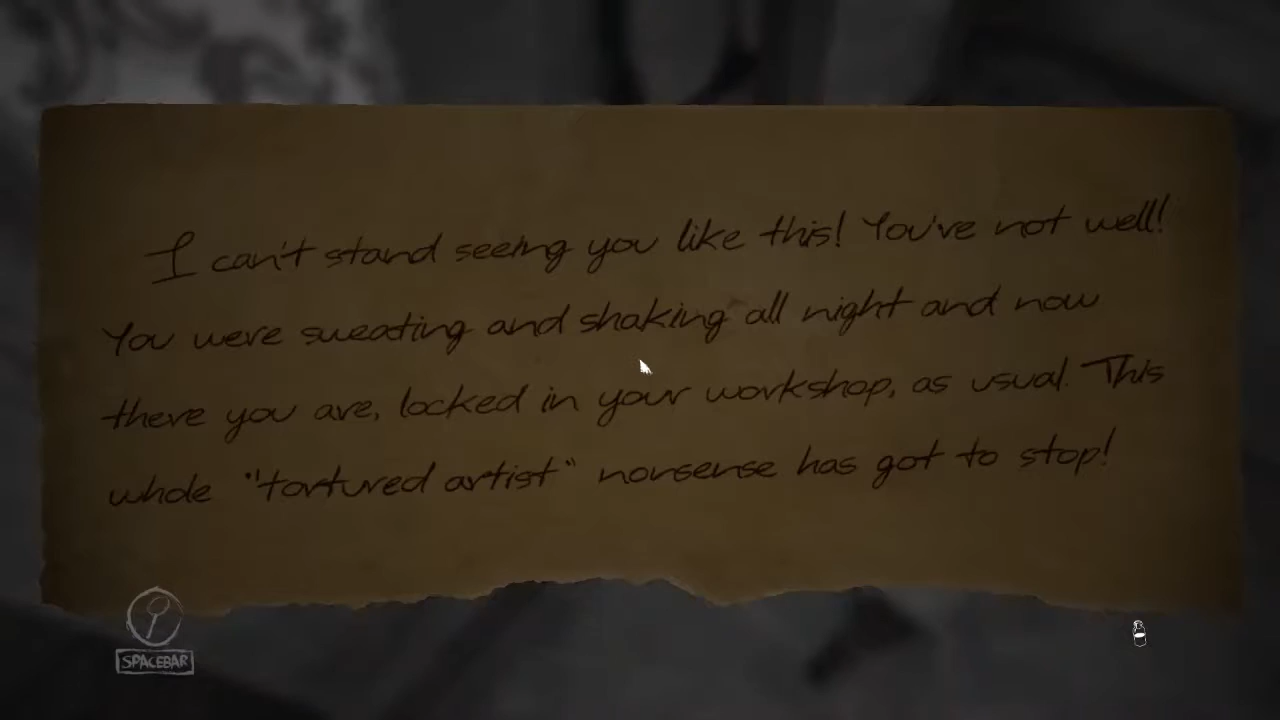 I can't stand seeing you like this! You've not well!
You were sweating and shaking all night and now
there you are, locked in your workshop, as usual. This
whole "tortured artist" nonsense has got to stop!
SPACEBAR